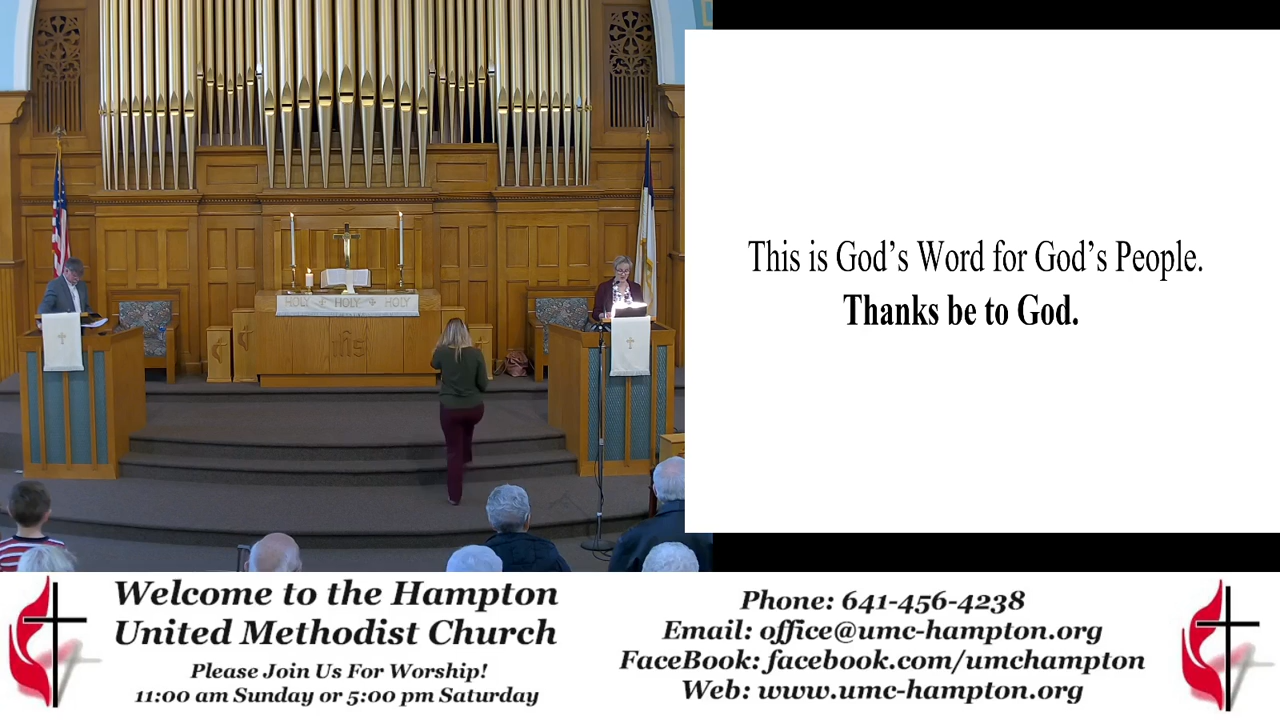 HOLY HOLY HOLY
IHS
This is God’s Word for God’s People.
Thanks be to God.
Welcome to the Hampton
United Methodist Church
Please Join Us For Worship!
11:00 am Sunday or 5:00 pm Saturday
Phone: 641-456-4238
Email: office@umc-hampton.org
FaceBook: facebook.com/umchampton
Web: www.umc-hampton.org